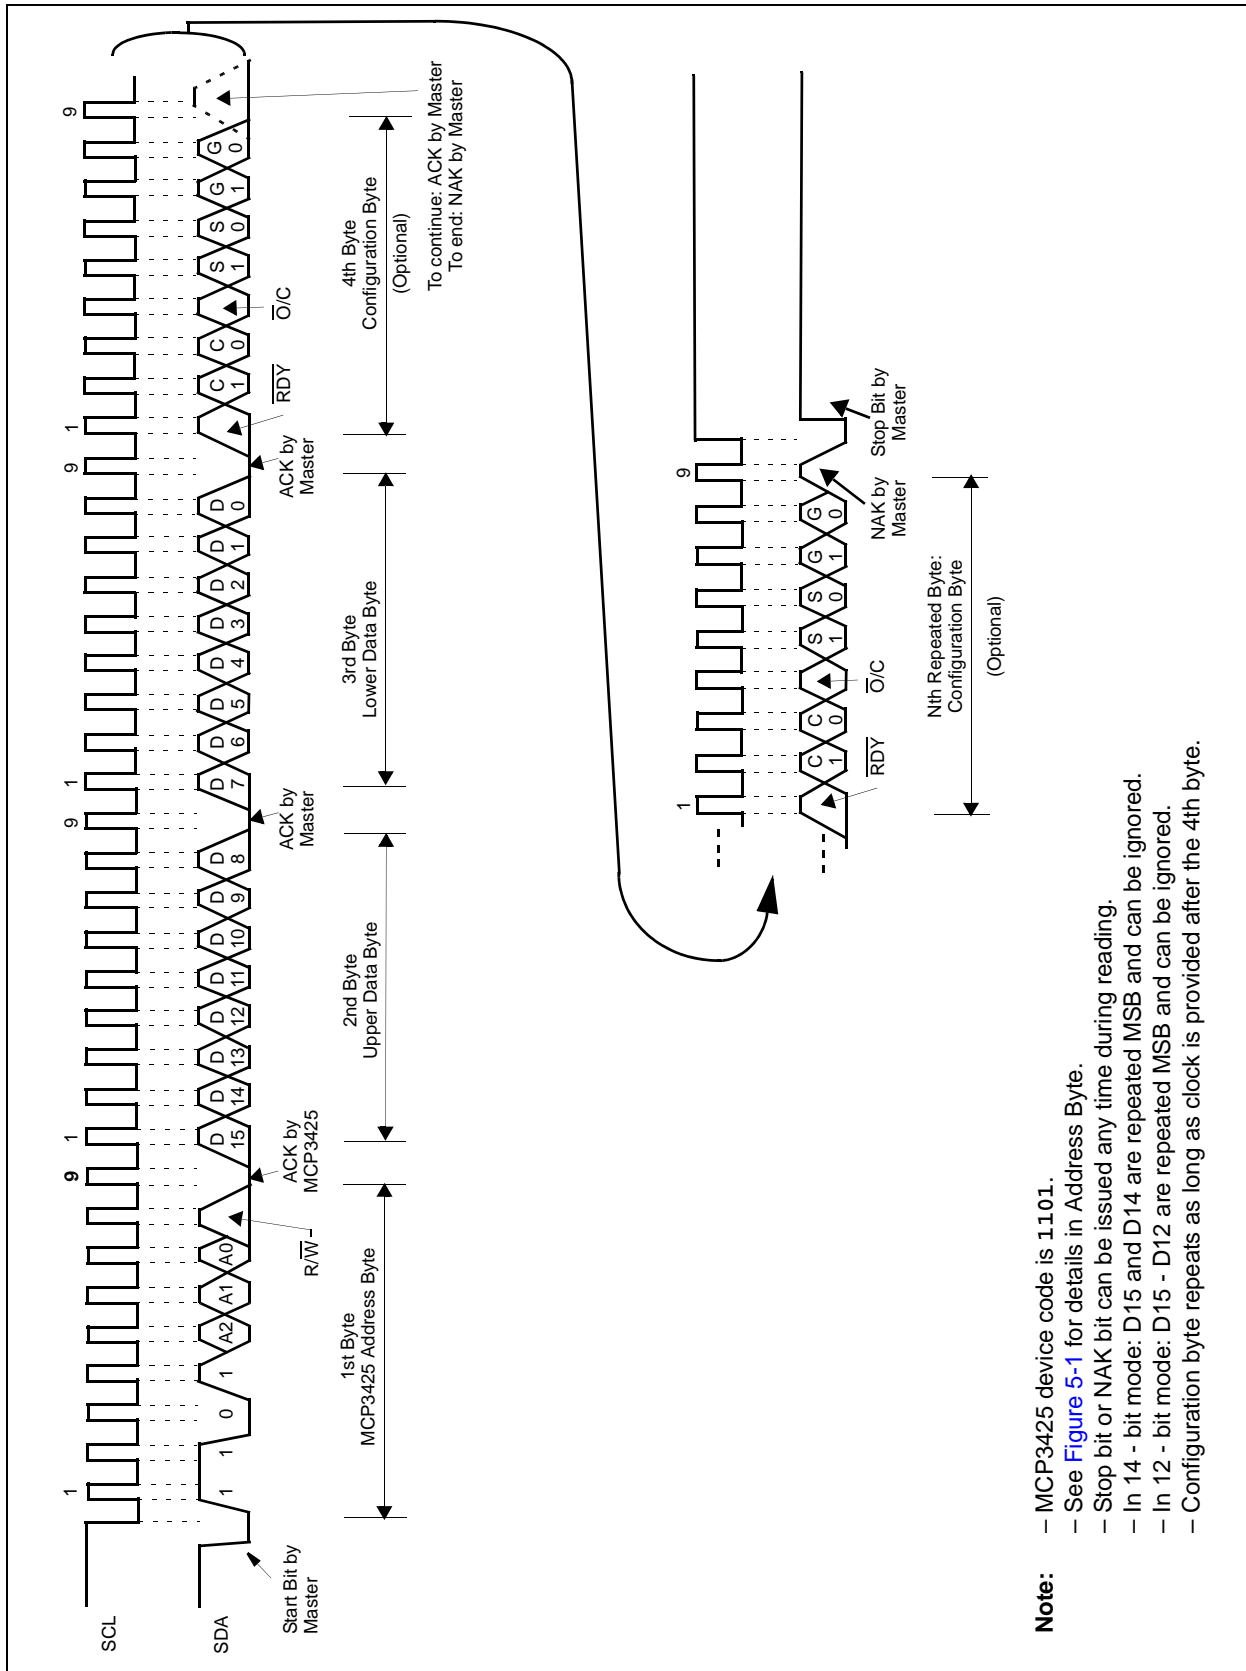 SCL
1
9
1
9
1
9
1
9
SDA
1
1
0
1
A2
A1
A0
D
15
D
14
D
13
D
12
D
11
D
10
D
9
D
8
D
7
D
6
D
5
D
4
D
3
D
2
D
1
D
0
C
1
C
0
S
1
S
0
G
1
G
0
Start Bit by
Master
R/W
ACK by
MCP3425
ACK by
Master
ACK by
Master
RDY
O/C
To continue: ACK by Master
To end: NAK by Master
1st Byte
MCP3425 Address Byte
2nd Byte
Upper Data Byte
3rd Byte
Lower Data Byte
4th Byte
Configuration Byte
(Optional)
1
9
C
1
C
0
S
1
S
0
G
1
G
0
RDY
O/C
NAK by
Master
Stop Bit by
Master
Nth Repeated Byte:
Configuration Byte
(Optional)
Note: – MCP3425 device code is 1101.
– See Figure 5-1 for details in Address Byte.
– Stop bit or NAK bit can be issued any time during reading.
– In 14 - bit mode: D15 and D14 are repeated MSB and can be ignored.
– In 12 - bit mode: D15 - D12 are repeated MSB and can be ignored.
– Configuration byte repeats as long as clock is provided after the 4th byte.